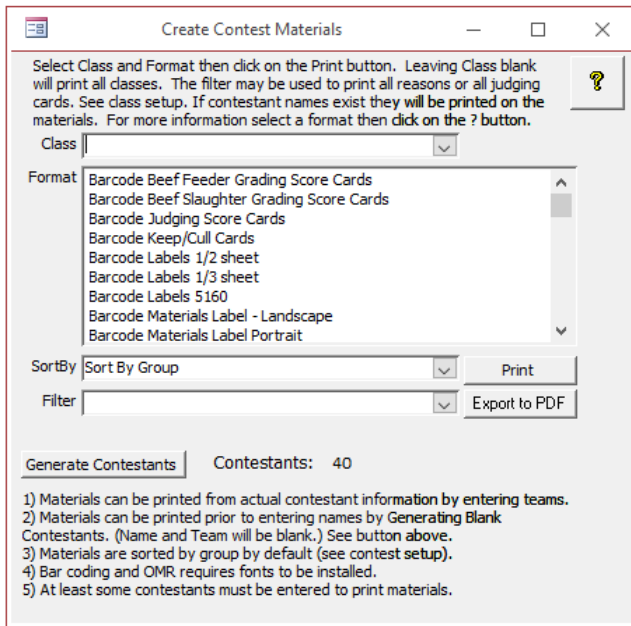 Create Contest Materials
Select Class and Format then click on the Print button. Leaving Class blank
will print all classes. The filter may be used to print all reasons or all judging
cards. See class setup. If contestant names exist they will be printed on the
materials. For more information select a format then click on the ? button.
?
Class
Format
Barcode Beef Feeder Grading Score Cards
Barcode Beef Slaughter Grading Score Cards
Barcode Judging Score Cards
Barcode Keep/Cull Cards
Barcode Labels 1/2 sheet
Barcode Labels 1/3 sheet
Barcode Labels 5160
Barcode Materials Label - Landscape
Barcode Materials Label Portrait
SortBy Sort By Group Print
Filter Export to PDF
Generate Contestants Contestants: 40
1) Materials can be printed from actual contestant information by entering teams.
2) Materials can be printed prior to entering names by Generating Blank
Contestants. (Name and Team will be blank.) See button above.
3) Materials are sorted by group by default (see contest setup).
4) Bar coding and OMR requires fonts to be installed.
5) At least some contestants must be entered to print materials.